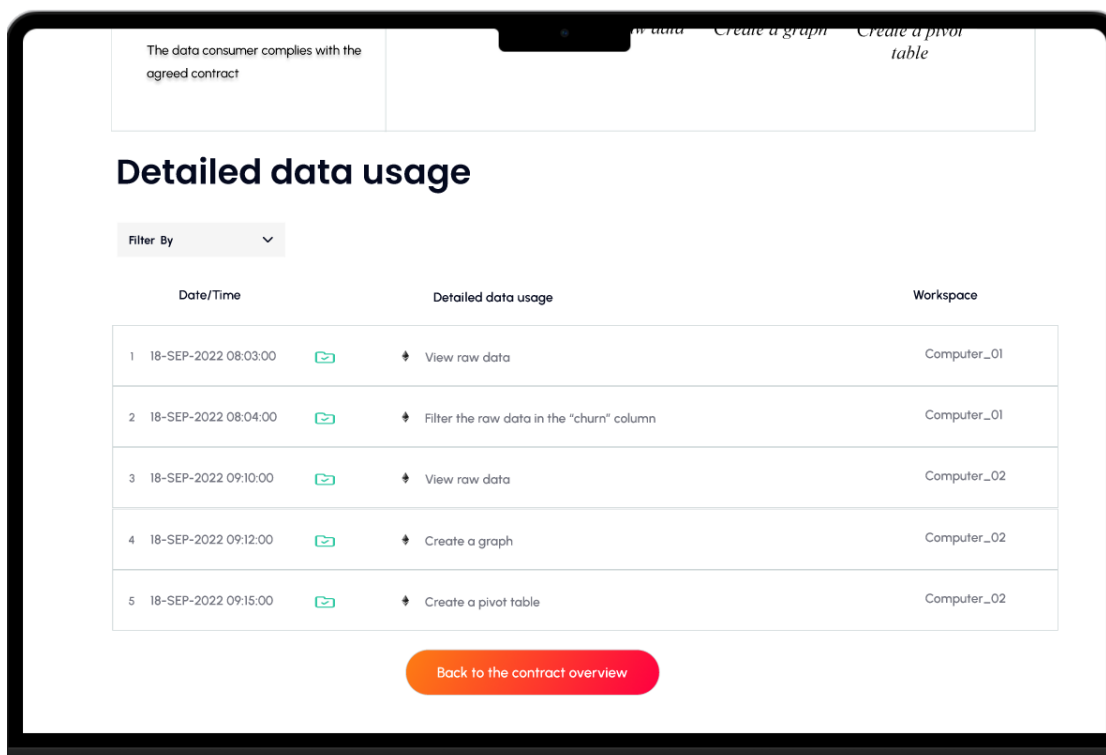 data Create a graph Create a pivot
table
The data consumer complies with the
agreed contract
Detailed data usage
Filter By
Date/Time Detailed data usage Workspace
1 18-SEP-2022 08:03:00 View raw data Computer_01
2 18-SEP-2022 08:04:00 Filter the raw data in the “churn” column Computer_01
3 18-SEP-2022 09:10:00 View raw data Computer_02
4 18-SEP-2022 09:12:00 Create a graph Computer_02
5 18-SEP-2022 09:15:00 Create a pivot table Computer_02
Back to the contract overview